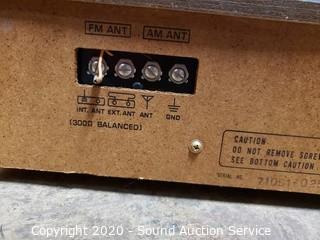 FM ANT AM ANT
INT. ANT EXT. ANT ANT
GND
(300Ω BALANCED)
CAUTION
DO NOT REMOVE SCREW
SEE BOTTOM CAUTION
SERIAL NO.
Copyright 2020 - Sound Auction Service